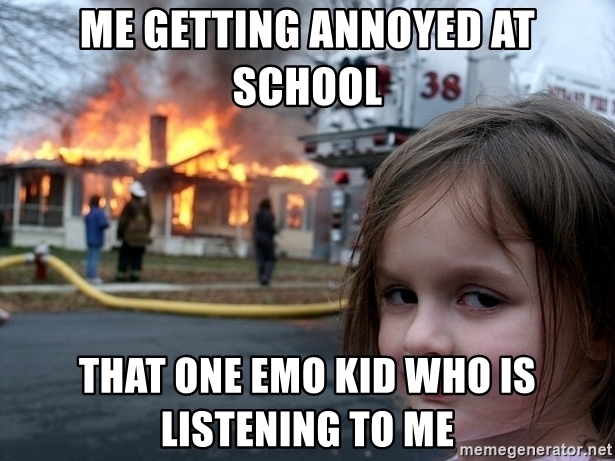 ME GETTING ANNOYED AT
SCHOOL
38
THAT ONE EMO KID WHO IS
LISTENING TO ME
memegenerator.net